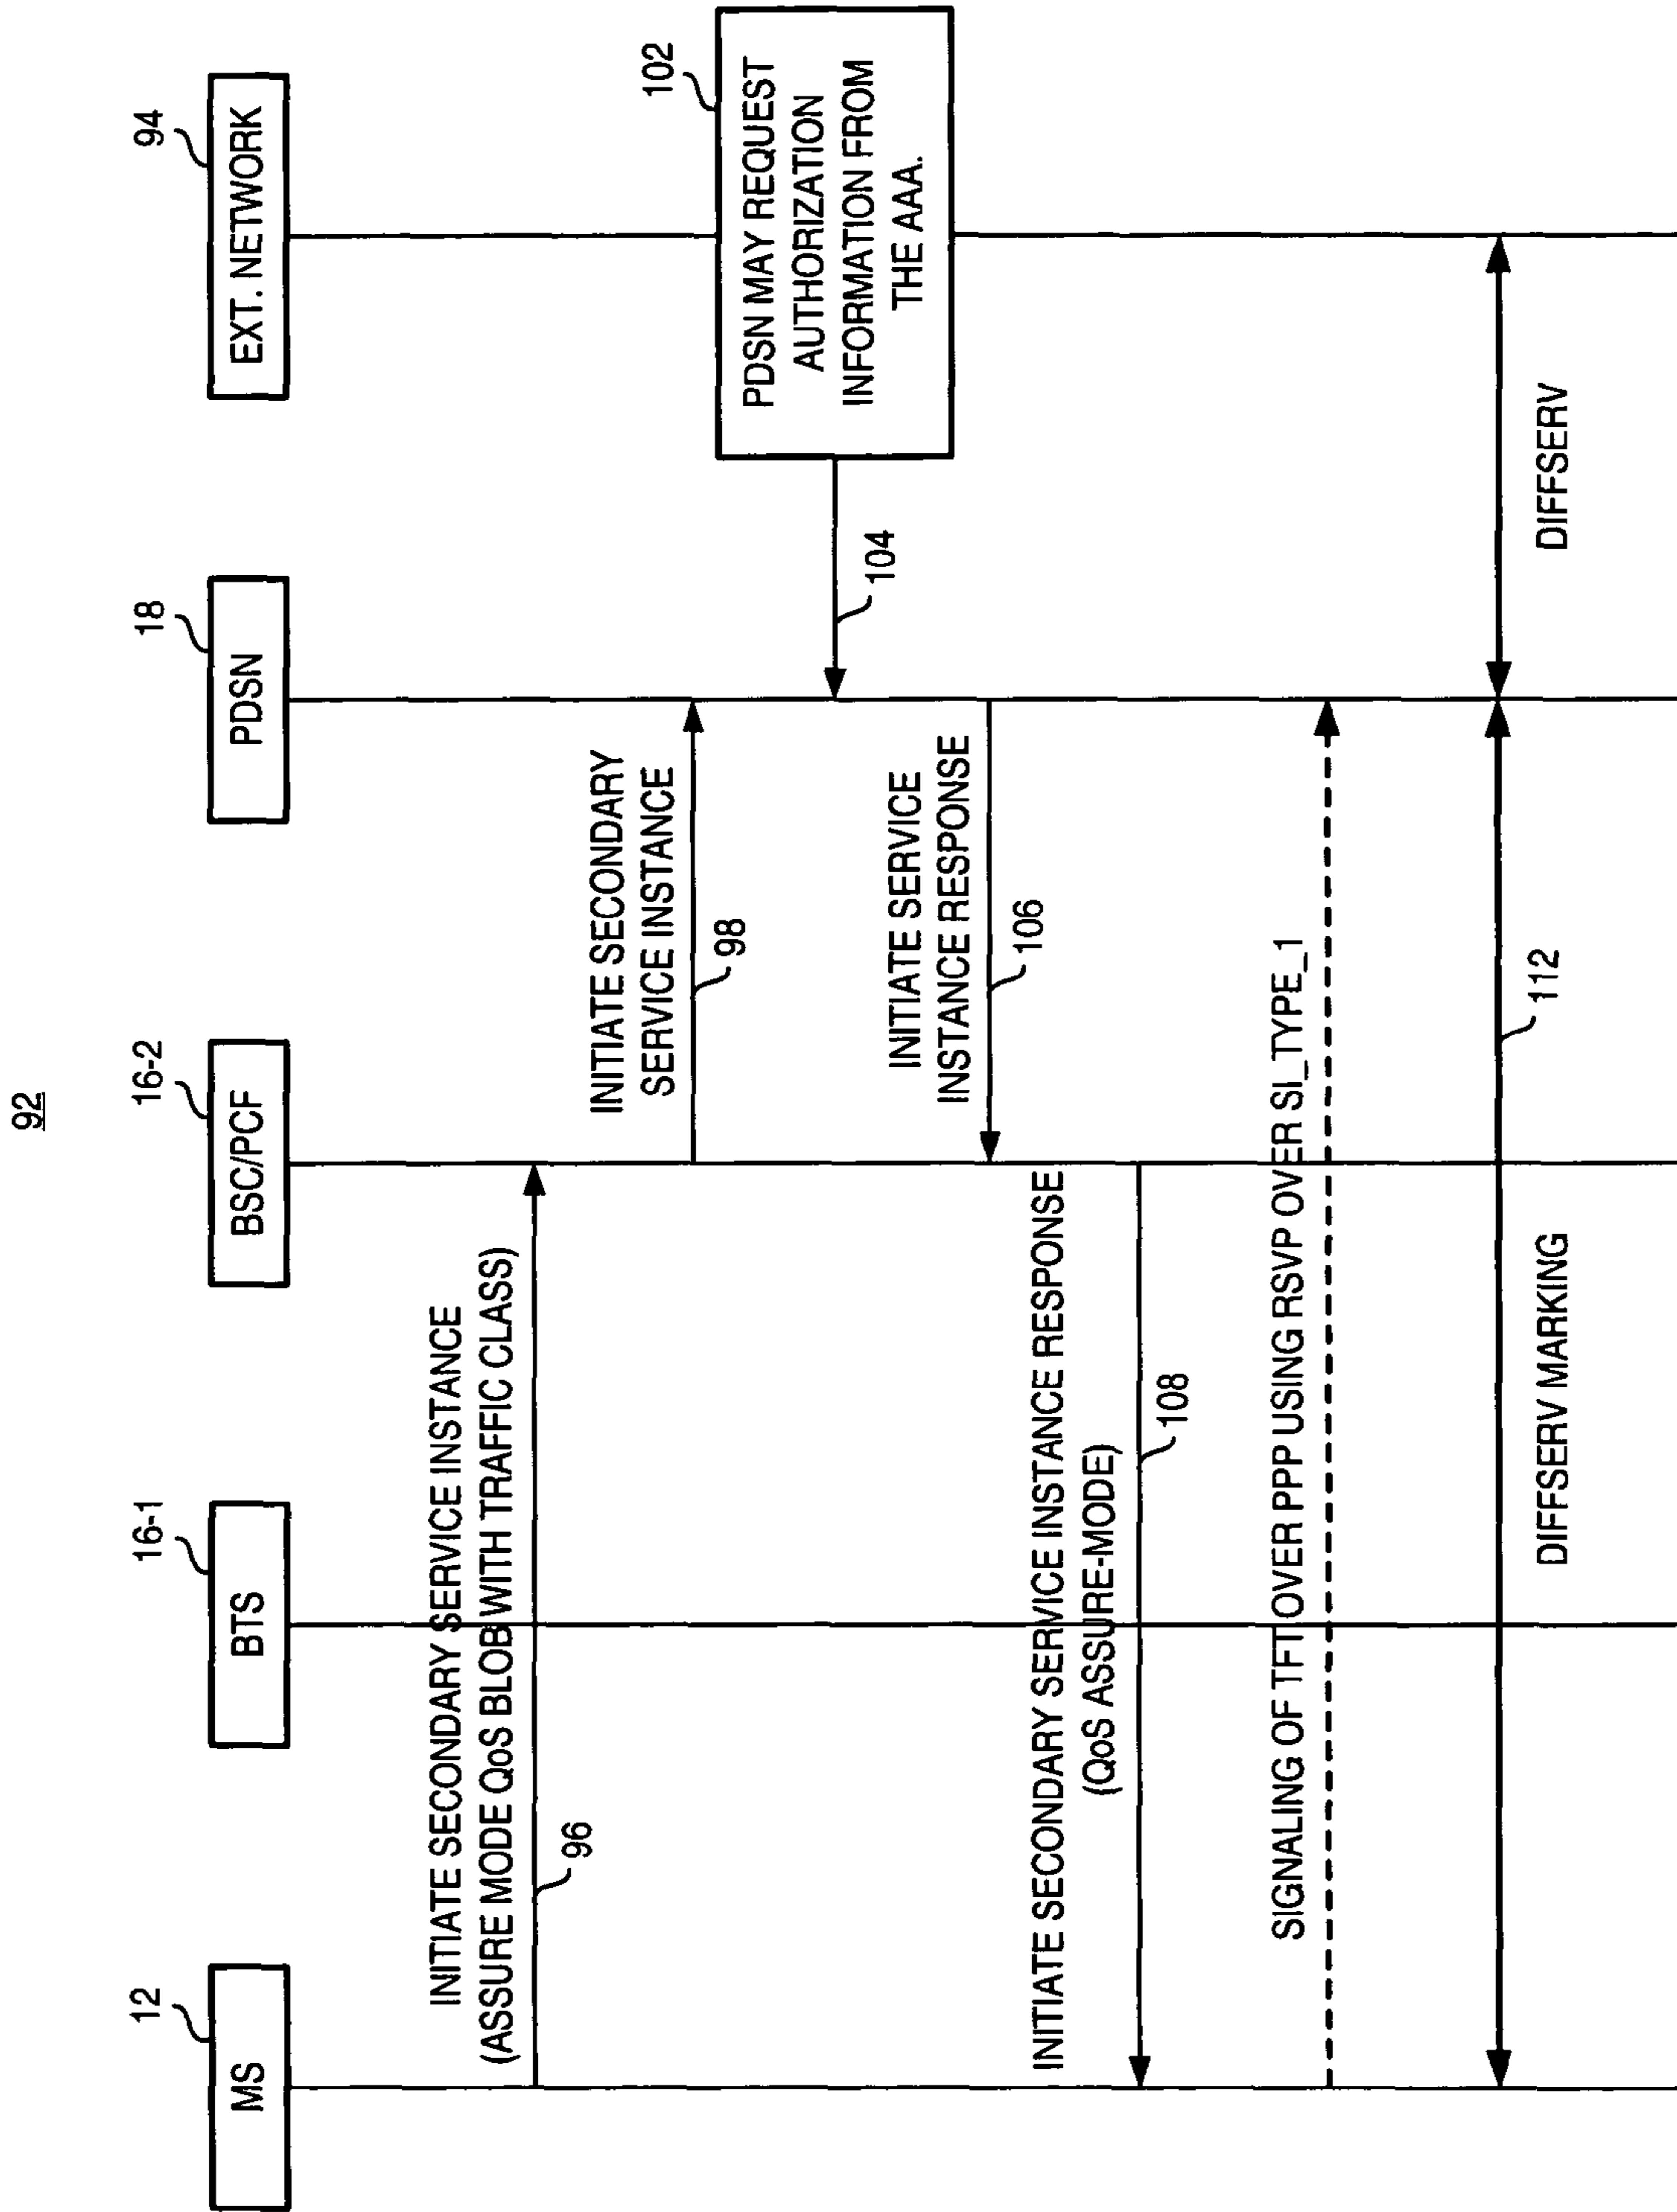 92
12
16-1
16-2
18
94
MS
BTS
BSC/PCF
PDSN
EXT. NETWORK
INITIATE SECONDARY SERVICE INSTANCE
(ASSURE MODE QoS BLOB WITH TRAFFIC CLASS)
96
INITIATE SECONDARY
SERVICE INSTANCE
98
102
PDSN MAY REQUEST
AUTHORIZATION
INFORMATION FROM
THE AAA.
104
INITIATE SERVICE
INSTANCE RESPONSE
106
INITIATE SECONDARY SERVICE INSTANCE RESPONSE
(QoS ASSURE-MODE)
108
SIGNALING OF TFT OVER PPP USING RSVP OVER SI_TYPE_1
DIFFSERV MARKING
112
DIFFSERV